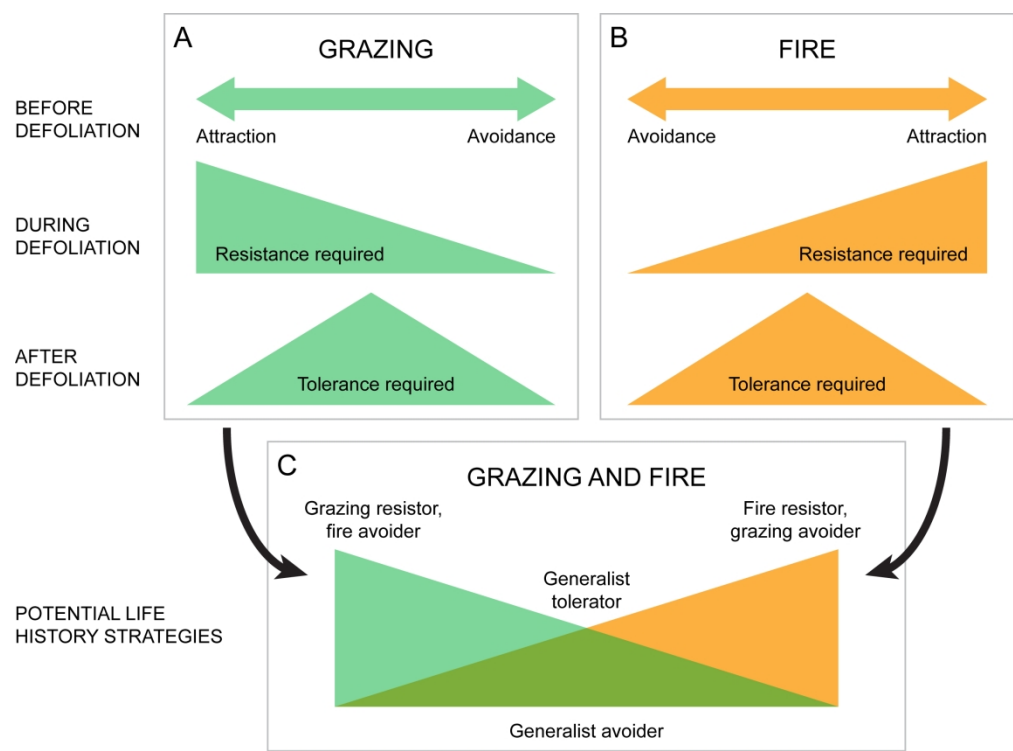 A
GRAZING
B
FIRE
BEFORE
DEFOLIATION
Attraction
Avoidance
Avoidance
Attraction
DURING
DEFOLIATION
Resistance required
Resistance required
AFTER
DEFOLIATION
Tolerance required
Tolerance required
C
GRAZING AND FIRE
Grazing resistor,
fire avoider
Fire resistor,
grazing avoider
Generalist
tolerator
POTENTIAL LIFE
HISTORY STRATEGIES
Generalist avoider